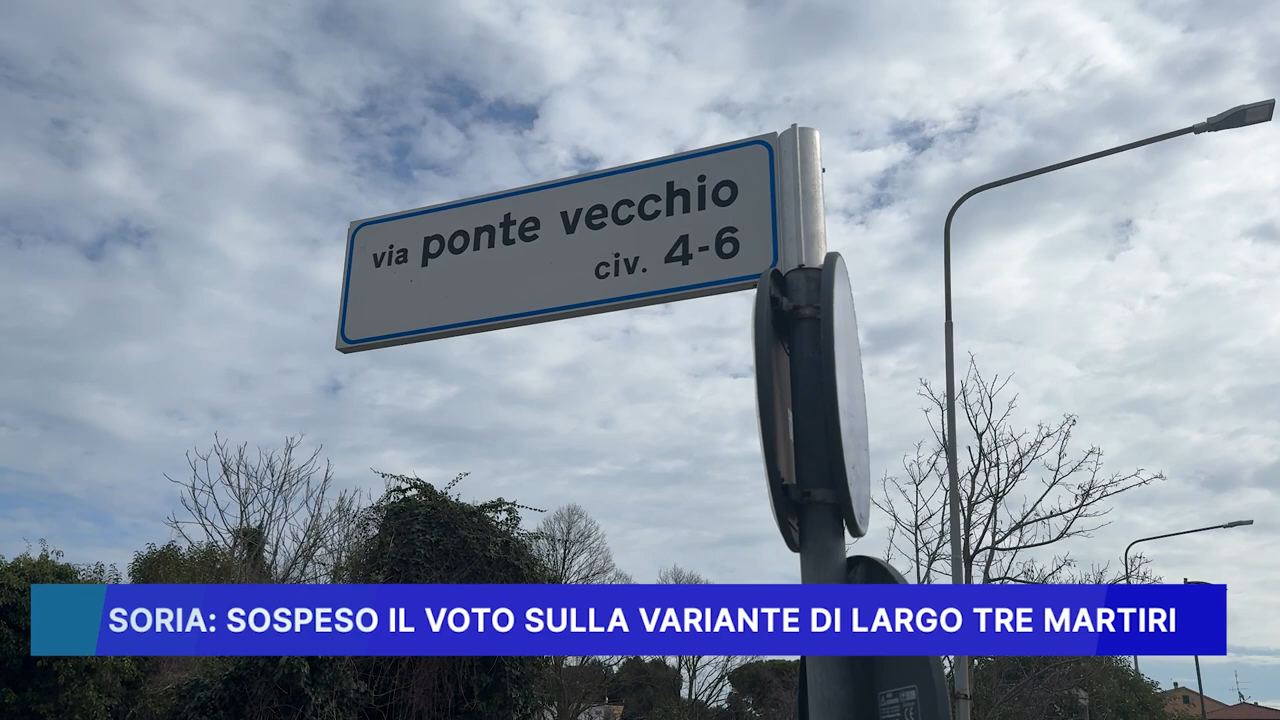 via ponte vecchio
civ. 4-6
SORIA: SOSPESO IL VOTO SULLA VARIANTE DI LARGO TRE MARTIRI